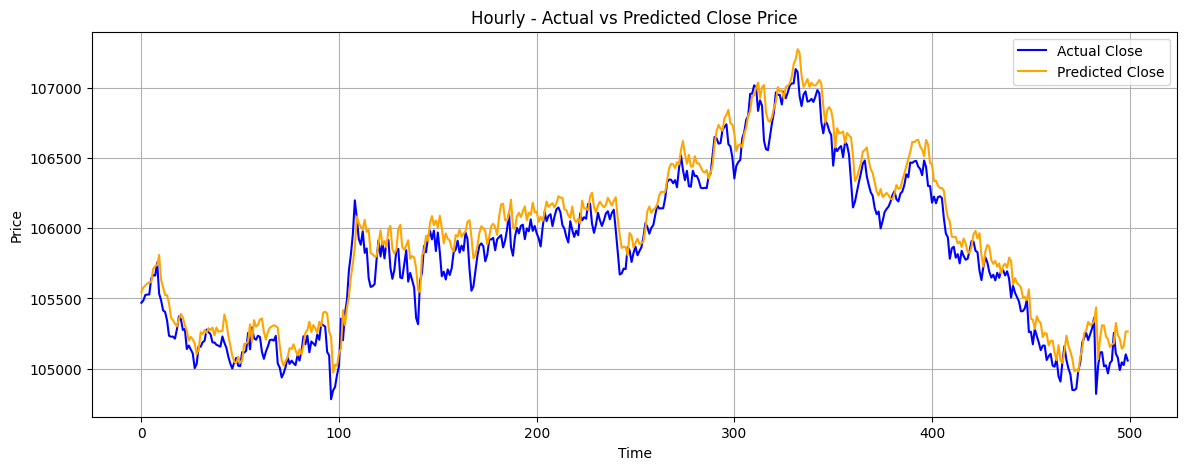 Hourly - Actual vs Predicted Close Price
Actual Close
Predicted Close
Price
107000
106500
106000
105500
105000
0
100
200
300
400
500
Time